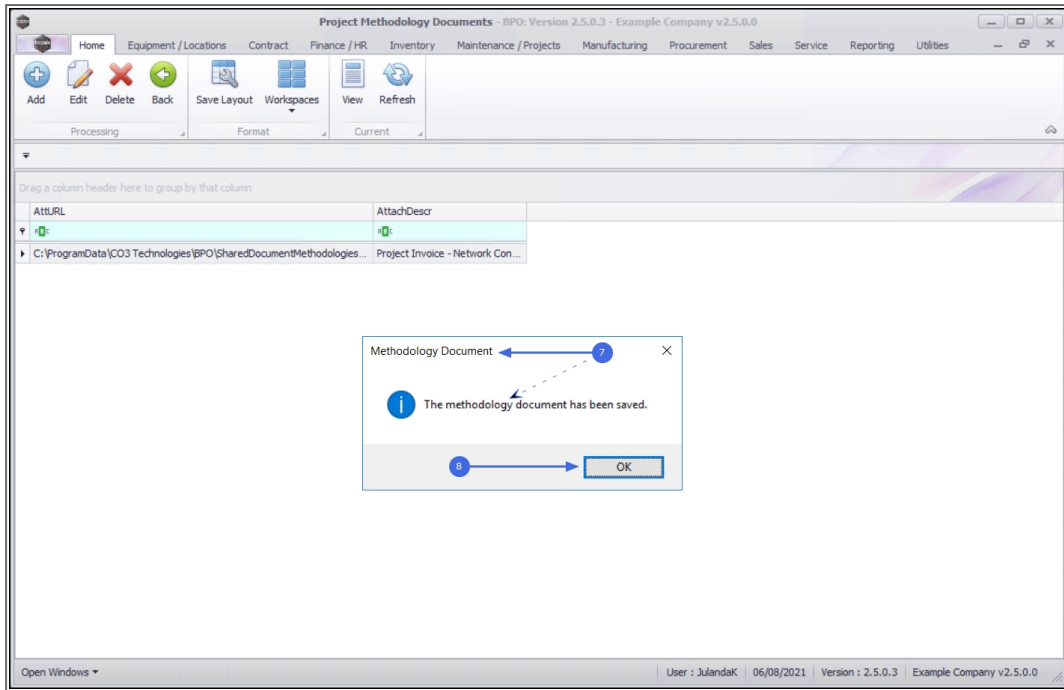 Project Methodology Documents - BPO: Version 2.5.0.3 - Example Company v2.5.0.0
Home Equipment / Locations Contract Finance / HR Inventory Maintenance / Projects Manufacturing Procurement Sales Service Reporting Utilities
Add Edit Delete Back Save Layout Workspaces View Refresh
Processing Format Current
Drag a column header here to group by that column
AttURL AttachDescr
C:\ProgramData\CO3 Technologies\BPO\SharedDocumentMethodologies... Project Invoice - Network Con...
Methodology Document 7
The methodology document has been saved.
8 OK
Open Windows User : JulandaK 06/08/2021 Version : 2.5.0.3 Example Company v2.5.0.0